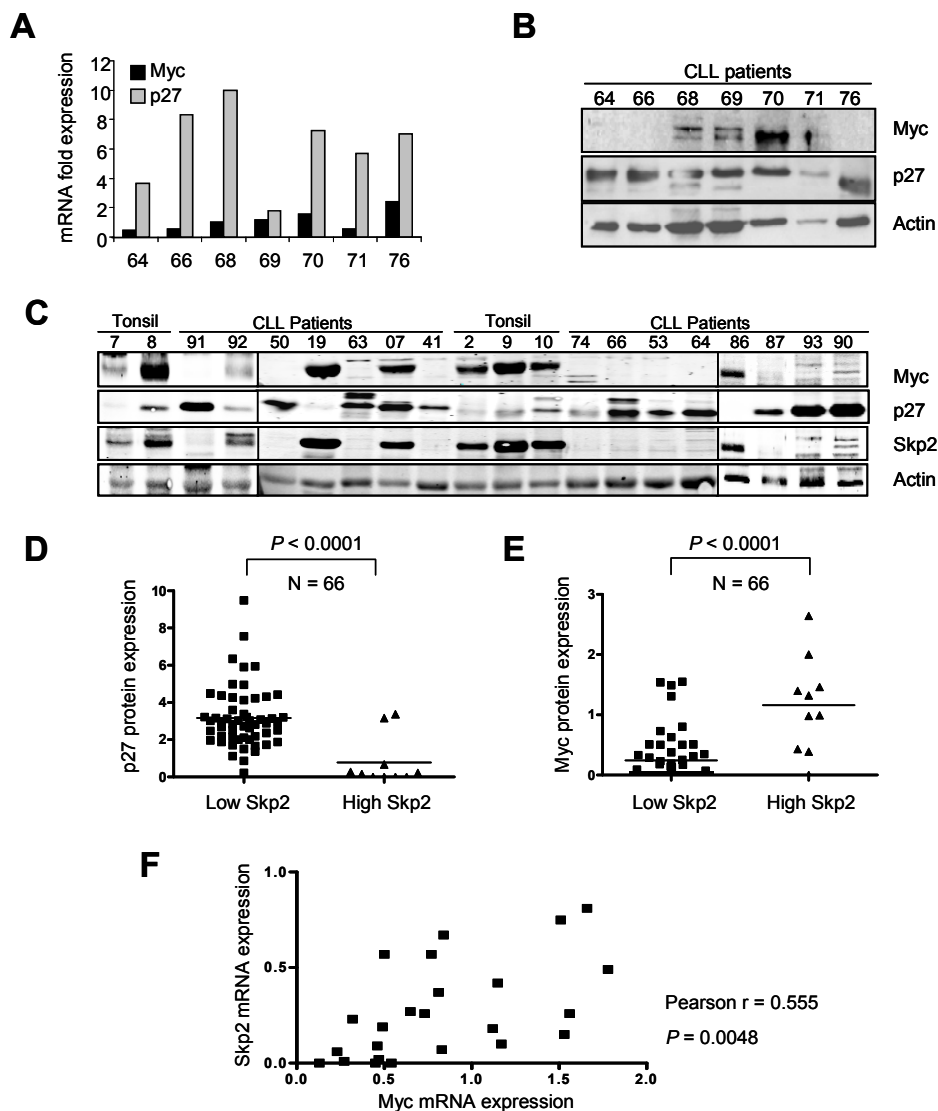 A
mRNA fold expression
12
10
8
6
4
2
0
Myc
p27
64 66 68 69 70 71 76
B
CLL patients
64 66 68 69 70 71 76
Myc
p27
Actin
C
Tonsil CLL Patients Tonsil CLL Patients
7 8 91 92 50 19 63 07 41 2 9 10 74 66 53 64 86 87 93 90
Myc
p27
Skp2
Actin
D
P < 0.0001
N = 66
p27 protein expression
10
8
6
4
2
0
Low Skp2 High Skp2
E
P < 0.0001
N = 66
Myc protein expression
3
2
1
0
Low Skp2 High Skp2
F
Skp2 mRNA expression
1.0
0.5
0.0
0.0 0.5 1.0 1.5 2.0
Myc mRNA expression
Pearson r = 0.555
P = 0.0048